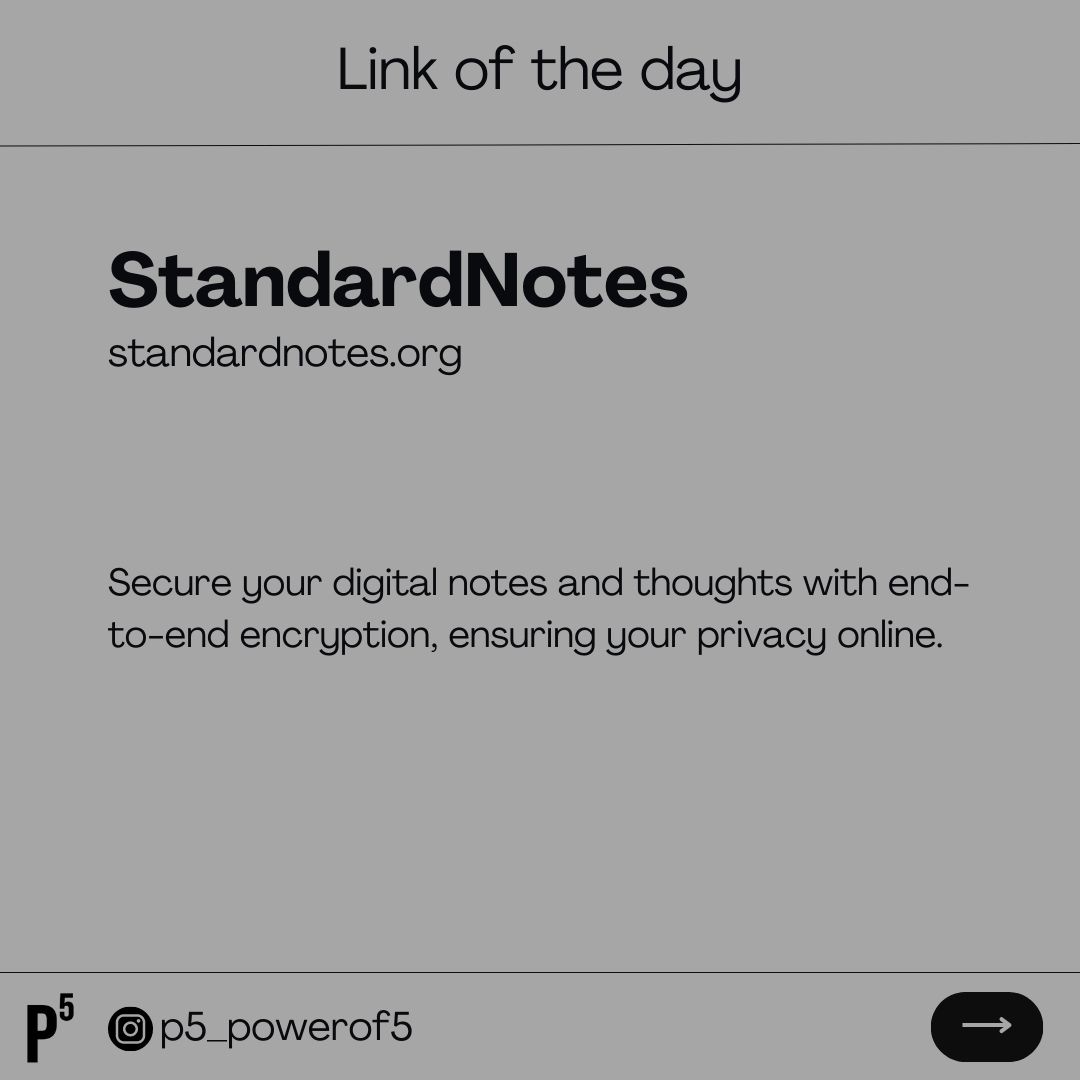 Link of the day
StandardNotes
standardnotes.org
Secure your digital notes and thoughts with end-
to-end encryption, ensuring your privacy online.
P⁵ p5_powerof5